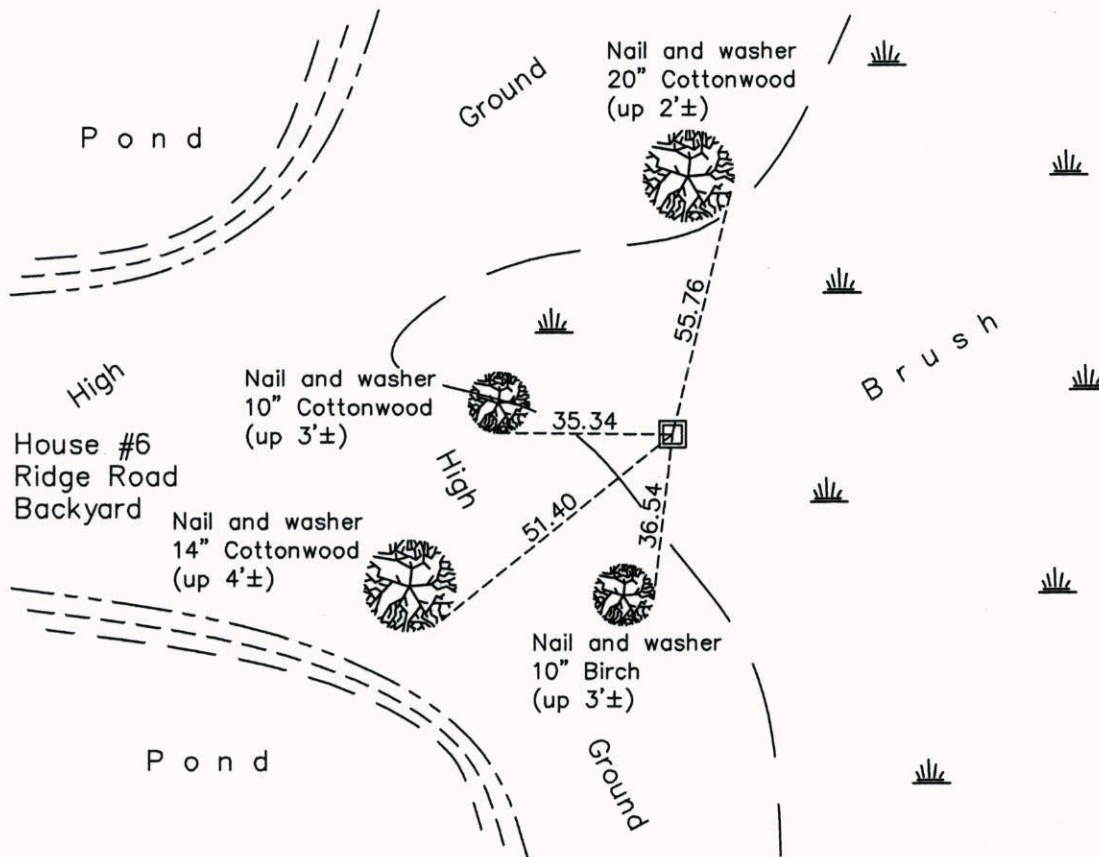 Nail and washer
20" Cottonwood
(up 2'±)
Ground
Pond
55.76
Brush
High
Nail and washer
10" Cottonwood
(up 3'±)
35.34
House #6
Ridge Road
Backyard
High
51.40
36.54
Nail and washer
14" Cottonwood
(up 4'±)
Nail and washer
10" Birch
(up 3'±)
Pond
Ground